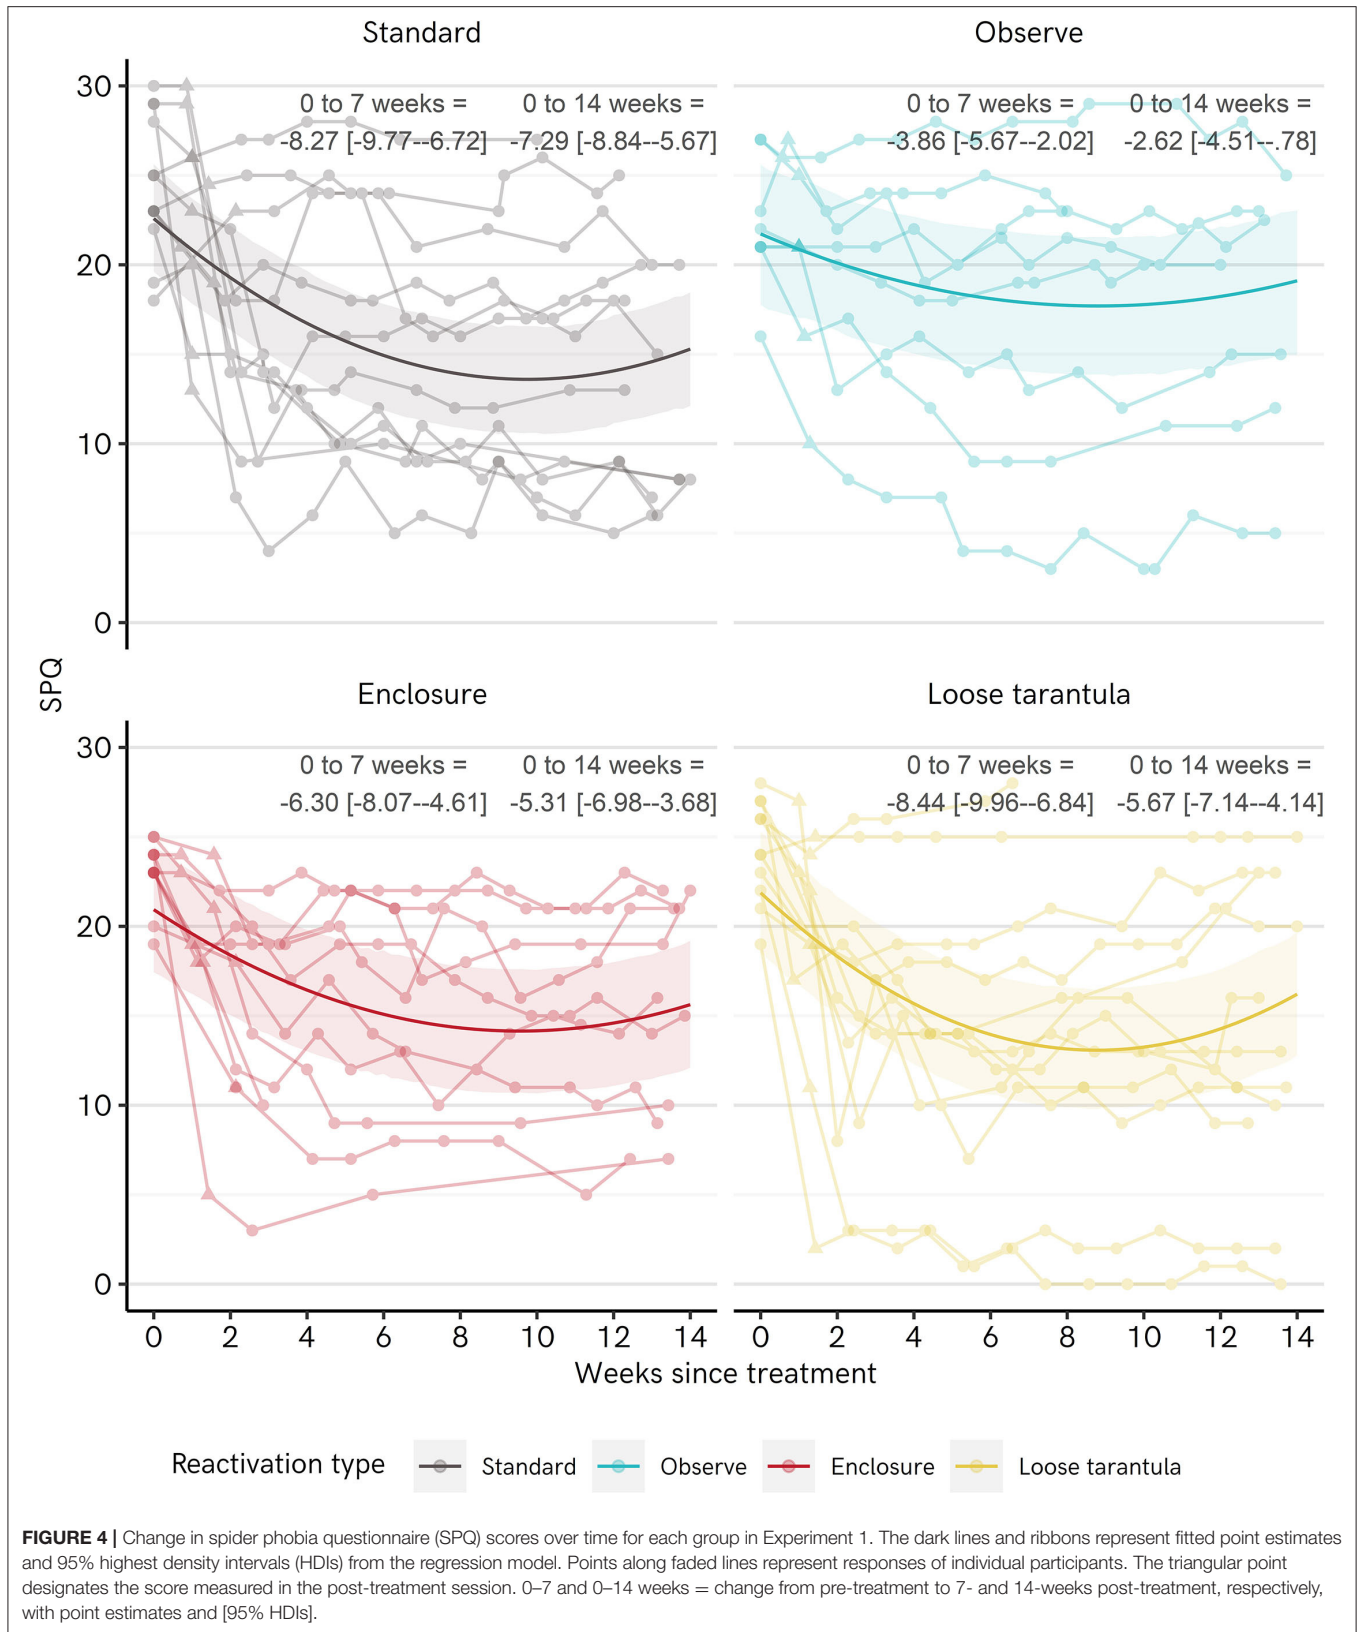 Standard
Observe
30
20
10
0
0 to 7 weeks =
-8.27 [-9.77--6.72]
0 to 14 weeks =
-7.29 [-8.84--5.67]
0 to 7 weeks =
-3.86 [-5.67--2.02]
0 to 14 weeks =
-2.62 [-4.51--.78]
SPQ
Enclosure
Loose tarantula
30
20
10
0
0 to 7 weeks =
-6.30 [-8.07--4.61]
0 to 14 weeks =
-5.31 [-6.98--3.68]
0 to 7 weeks =
-8.44 [-9.96--6.84]
0 to 14 weeks =
-5.67 [-7.14--4.14]
0 2 4 6 8 10 12 14
0 2 4 6 8 10 12 14
Weeks since treatment
Reactivation type Standard Observe Enclosure Loose tarantula
FIGURE 4 | Change in spider phobia questionnaire (SPQ) scores over time for each group in Experiment 1. The dark lines and ribbons represent fitted point estimates
and 95% highest density intervals (HDIs) from the regression model. Points along faded lines represent responses of individual participants. The triangular point
designates the score measured in the post-treatment session. 0–7 and 0–14 weeks = change from pre-treatment to 7- and 14-weeks post-treatment, respectively,
with point estimates and [95% HDIs].